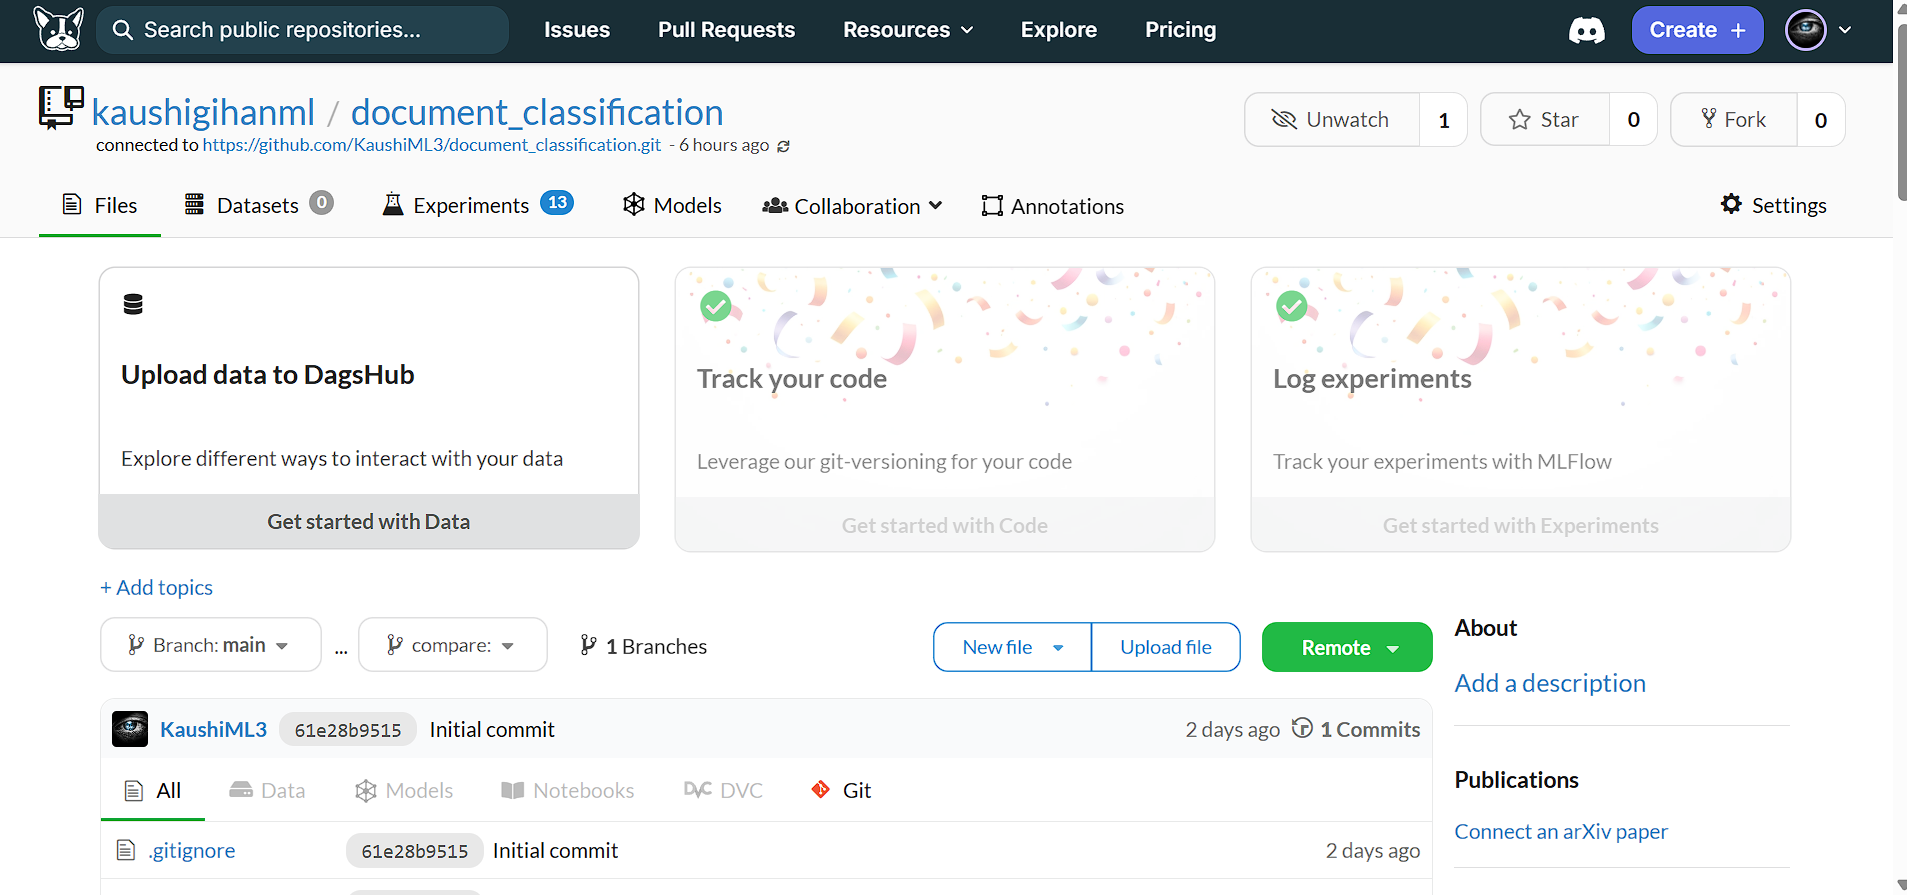 Search public repositories...
Issues
Pull Requests
Resources
Explore
Pricing
Create +
kaushigihanml / document_classification
connected to https://github.com/KaushiML3/document_classification.git - 6 hours ago
Unwatch 1
Star 0
Fork 0
Files
Datasets 0
Experiments 13
Models
Collaboration
Annotations
Settings
Upload data to DagsHub
Explore different ways to interact with your data
Get started with Data
Track your code
Leverage our git-versioning for your code
Get started with Code
Log experiments
Track your experiments with MLFlow
Get started with Experiments
+ Add topics
Branch: main
...
compare:
1 Branches
New file
Upload file
Remote
KaushiML3 61e28b9515 Initial commit 2 days ago 1 Commits
All
Data
Models
Notebooks
DVC DVC
Git
.gitignore 61e28b9515 Initial commit 2 days ago
About
Add a description
Publications
Connect an arXiv paper